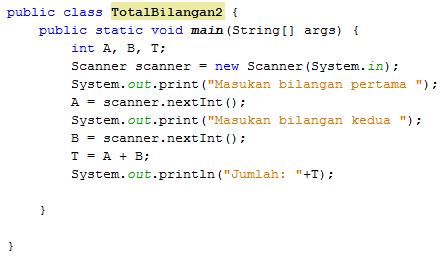 public class TotalBilangan2 {
    public static void main(String[] args) {
        int A, B, T;
        Scanner scanner = new Scanner(System.in);
        System.out.print("Masukan bilangan pertama ");
        A = scanner.nextInt();
        System.out.print("Masukan bilangan kedua ");
        B = scanner.nextInt();
        T = A + B;
        System.out.println("Jumlah: "+T);
    }
}